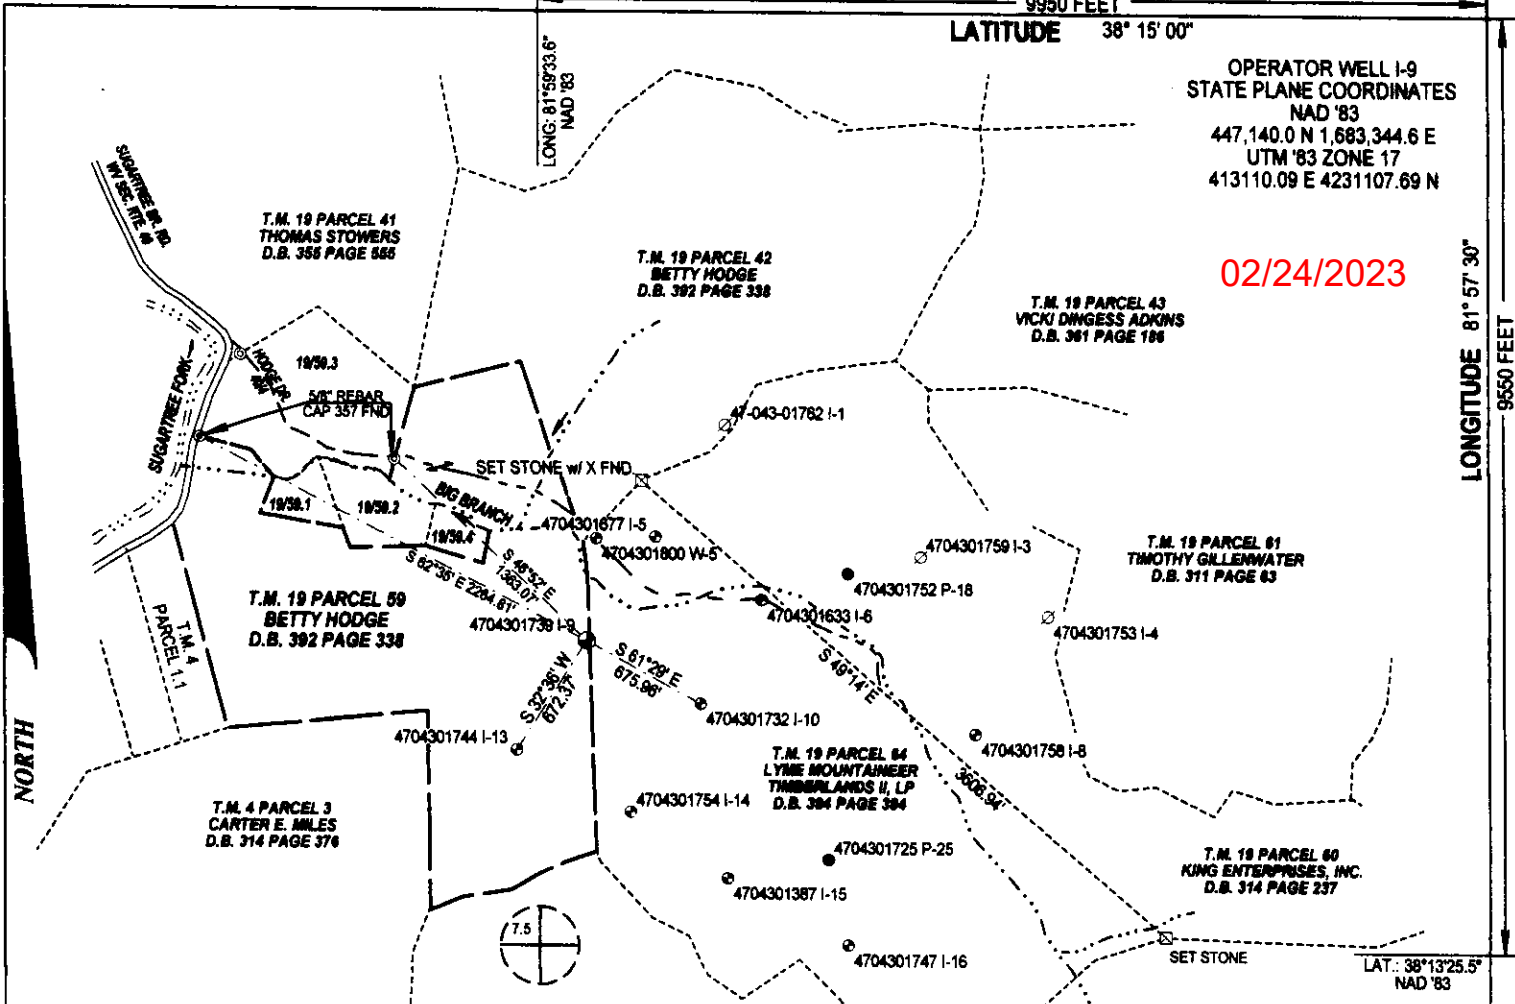 9950 FEET
LATITUDE 38° 15' 00"
LONG: 81°59'33.6"
NAD '83
OPERATOR WELL I-9
STATE PLANE COORDINATES
NAD '83
447,140.0 N 1,683,344.6 E
UTM '83 ZONE 17
413110.09 E 4231107.69 N
02/24/2023
LONGITUDE 81° 57' 30"
9550 FEET
SUGARTREE BR. RD.
WV SEC. RTE 46
T.M. 19 PARCEL 41
THOMAS STOWERS
D.B. 355 PAGE 555
T.M. 19 PARCEL 42
BETTY HODGE
D.B. 392 PAGE 338
T.M. 19 PARCEL 43
VICKI DINGESS ADKINS
D.B. 361 PAGE 186
19/59.3
HODGE DR.
SUGARTREE FORK
5/8" REBAR
CAP 357 FND
47-043-01762 I-1
SET STONE w/ X FND
BIG BRANCH
19/59.1
19/59.2
19/59.4
4704301677 I-5
4704301800 W-5
4704301759 I-3
4704301752 P-18
T.M. 19 PARCEL 61
TIMOTHY GILLENWATER
D.B. 311 PAGE 63
S 46°52' E
1363.07'
S 62°35' E 2264.81'
T.M. 19 PARCEL 59
BETTY HODGE
D.B. 392 PAGE 338
4704301738 I-9
4704301633 I-6
4704301753 I-4
T.M. 4
PARCEL 1.1
S 61°29' E
675.96'
S 49°14' E
3606.94'
S 32°36' W
672.37'
4704301732 I-10
4704301744 I-13
4704301758 I-8
NORTH
T.M. 19 PARCEL 64
LYME MOUNTAINEER
TIMBERLANDS II, LP
D.B. 394 PAGE 394
T.M. 4 PARCEL 3
CARTER E. MILES
D.B. 314 PAGE 376
4704301754 I-14
4704301725 P-25
T.M. 19 PARCEL 60
KING ENTERPRISES, INC.
D.B. 314 PAGE 237
4704301387 I-15
7.5
4704301747 I-16
SET STONE
LAT.: 38°13'25.5"
NAD '83